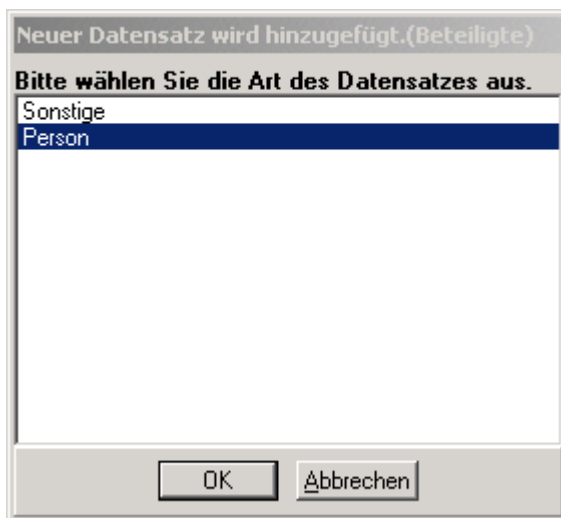 Neuer Datensatz wird hinzugefügt.(Beteiligte)
Bitte wählen Sie die Art des Datensatzes aus.
Sonstige
Person
OK
Abbrechen